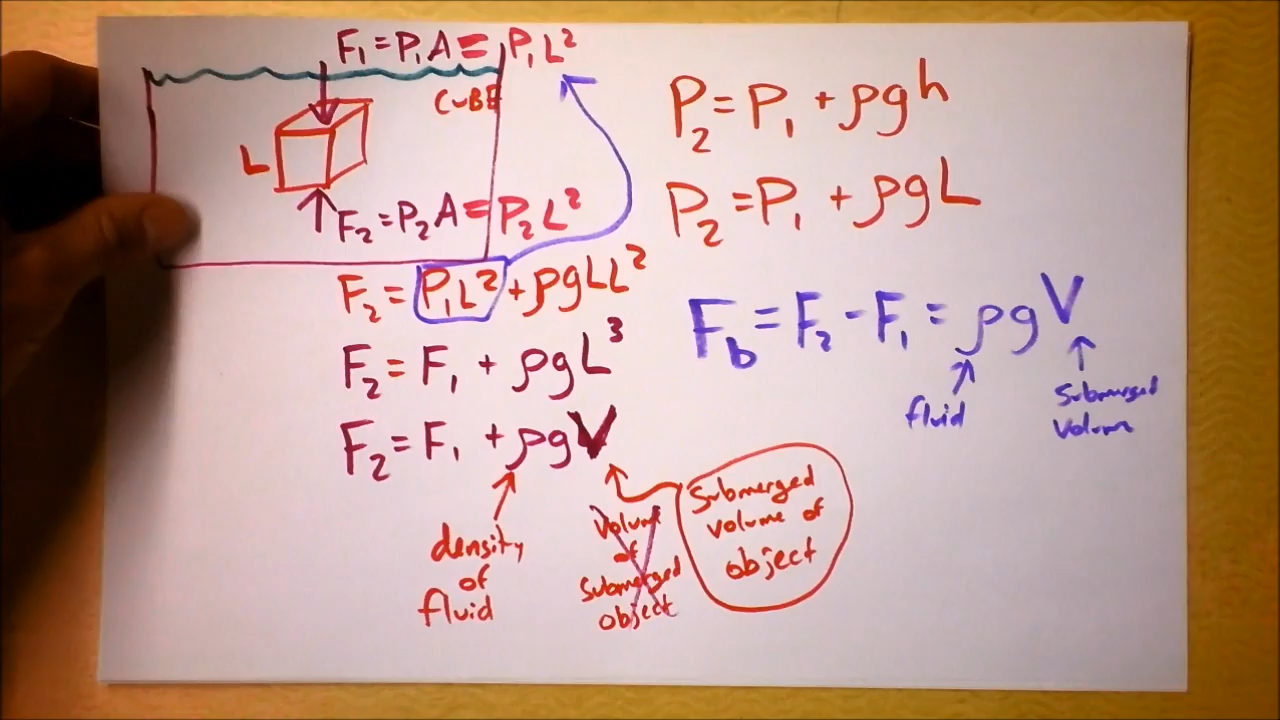 F₁ = P₁A = P₁L²
CUBE
L
F₂ = P₂A = P₂L²
F₂ = P₁L² + ρgLL²
F₂ = F₁ + ρgL³
F₂ = F₁ + ρgV
density
of
fluid
Volume
of
Submerged
object
Submerged
volume of
object
P₂ = P₁ + ρgh
P₂ = P₁ + ρgL
F_b = F₂ - F₁ = ρgV
fluid
Submerged
Volume